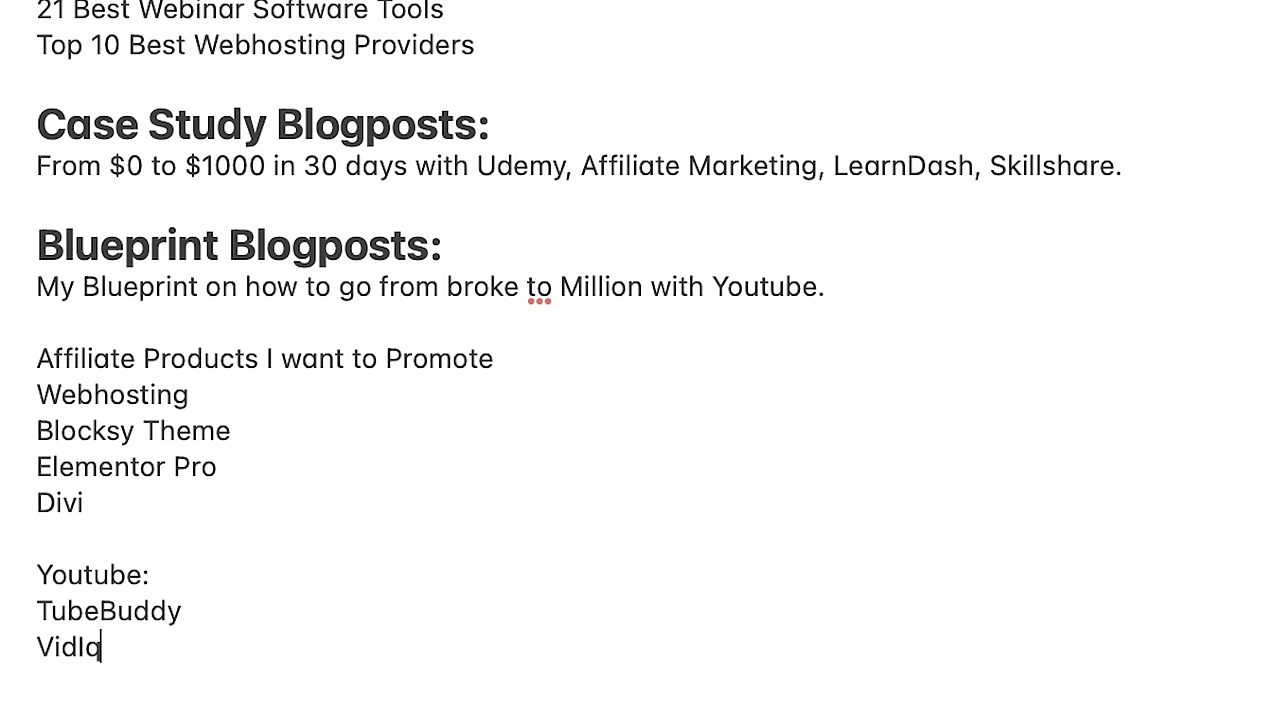 21 Best Webinar Software Tools
Top 10 Best Webhosting Providers
Case Study Blogposts:
From $0 to $1000 in 30 days with Udemy, Affiliate Marketing, LearnDash, Skillshare.
Blueprint Blogposts:
My Blueprint on how to go from broke to Million with Youtube.
Affiliate Products I want to Promote
Webhosting
Blocksy Theme
Elementor Pro
Divi
Youtube:
TubeBuddy
VidIq